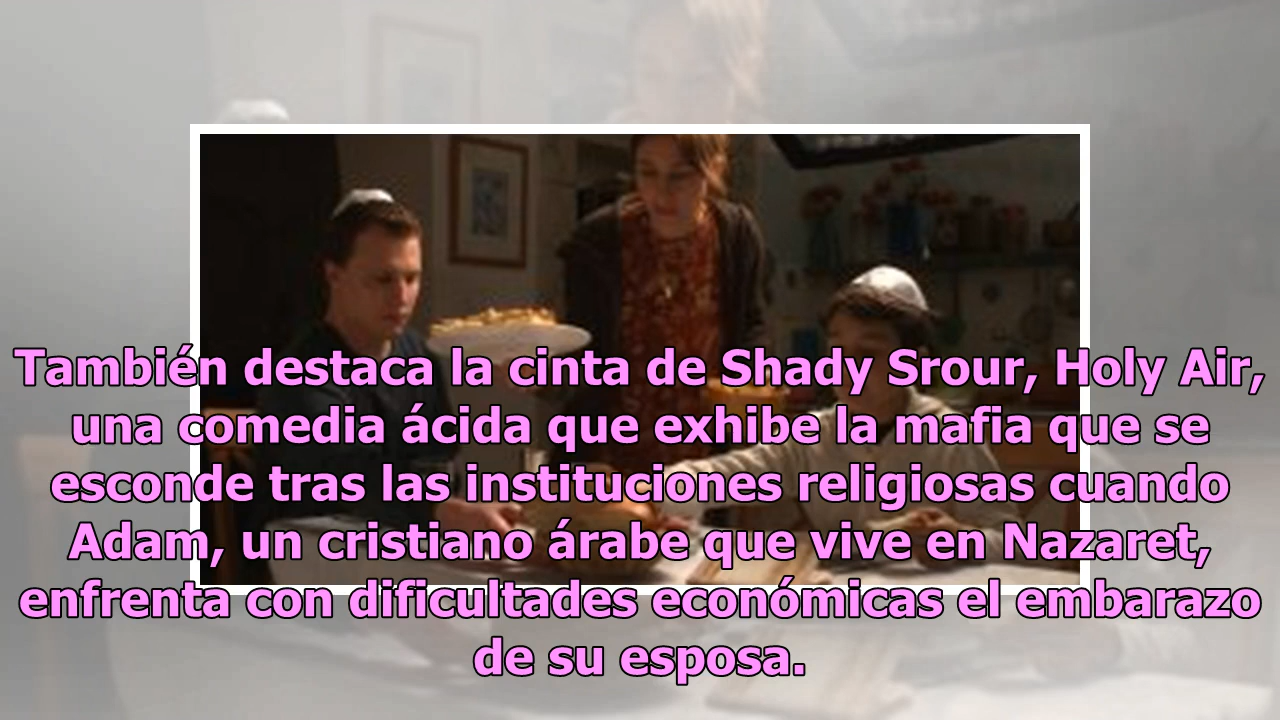 También destaca la cinta de Shady Srour, Holy Air,
una comedia ácida que exhibe la mafia que se
esconde tras las instituciones religiosas cuando
Adam, un cristiano árabe que vive en Nazaret,
enfrenta con dificultades económicas el embarazo
de su esposa.